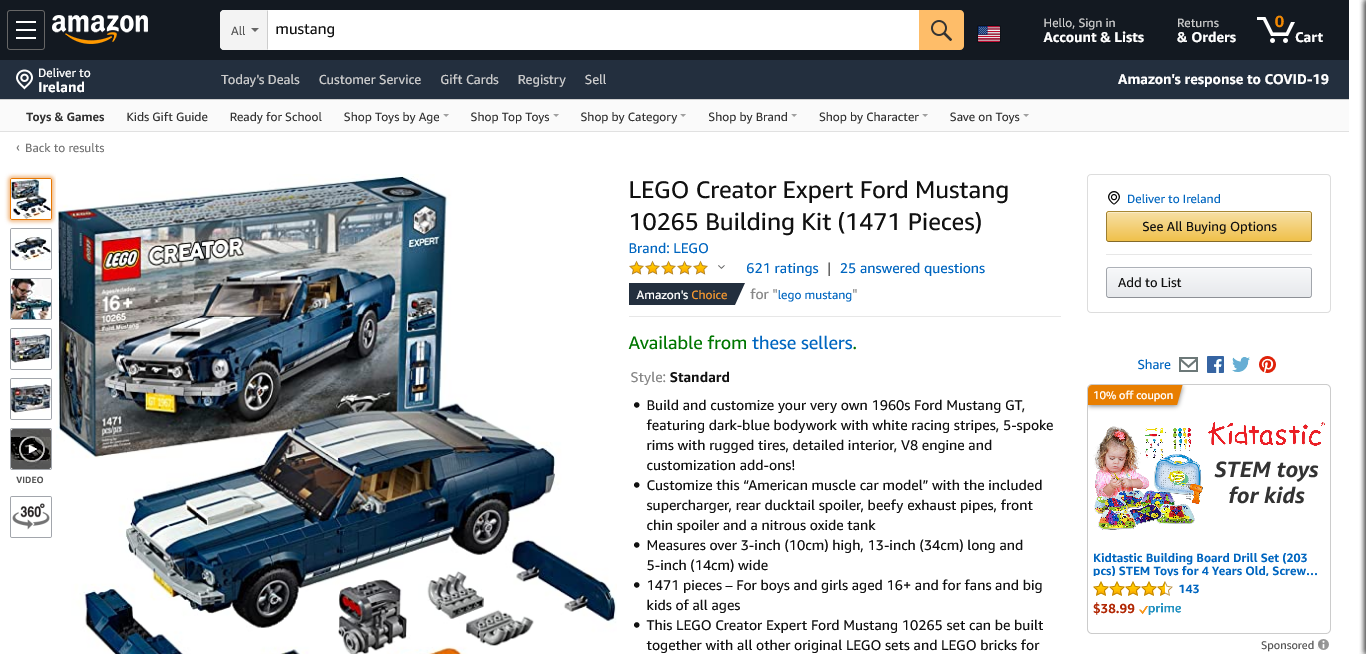 amazon
All
mustang
Hello, Sign in
Account & Lists
Returns
& Orders
0
Cart
Deliver to
Ireland
Today's Deals
Customer Service
Gift Cards
Registry
Sell
Amazon's response to COVID-19
Toys & Games
Kids Gift Guide
Ready for School
Shop Toys by Age
Shop Top Toys
Shop by Category
Shop by Brand
Shop by Character
Save on Toys
‹ Back to results
VIDEO
360°
LEGO
CREATOR
EXPERT
16+
10265
Ford Mustang
1471
pcs/pzs
LEGO Creator Expert Ford Mustang
10265 Building Kit (1471 Pieces)
Brand: LEGO
621 ratings | 25 answered questions
Amazon's Choice for "lego mustang"
Available from these sellers.
Style: Standard
• Build and customize your very own 1960s Ford Mustang GT,
featuring dark-blue bodywork with white racing stripes, 5-spoke
rims with rugged tires, detailed interior, V8 engine and
customization add-ons!
• Customize this “American muscle car model” with the included
supercharger, rear ducktail spoiler, beefy exhaust pipes, front
chin spoiler and a nitrous oxide tank
• Measures over 3-inch (10cm) high, 13-inch (34cm) long and
5-inch (14cm) wide
• 1471 pieces – For boys and girls aged 16+ and for fans and big
kids of all ages
• This LEGO Creator Expert Ford Mustang 10265 set can be built
together with all other original LEGO sets and LEGO bricks for
Deliver to Ireland
See All Buying Options
Add to List
Share
10% off coupon
Kidtastic
STEM toys
for kids
Kidtastic Building Board Drill Set (203
pcs) STEM Toys for 4 Years Old, Screw...
143
$38.99 prime
Sponsored